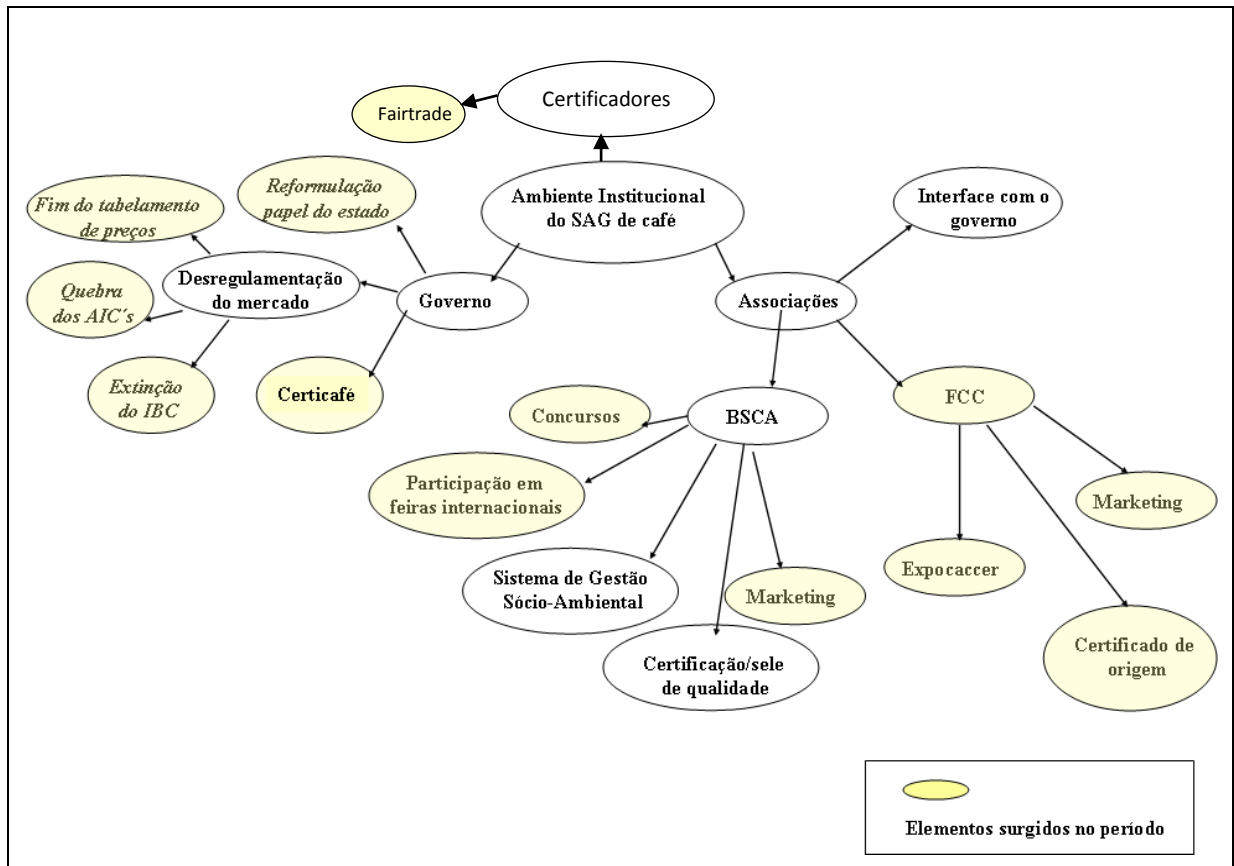 Certificadores
Fairtrade
Ambiente Institucional
do SAG de café
Reformulação
papel do estado
Fim do tabelamento
de preços
Interface com o
governo
Desregulamentação
do mercado
Governo
Associações
Quebra
dos AIC´s
Extinção
do IBC
Certicafé
Concursos
BSCA
FCC
Participação em
feiras internacionais
Marketing
Expocaccer
Sistema de Gestão
Sócio-Ambiental
Marketing
Certificado de
origem
Certificação/sele
de qualidade
Elementos surgidos no período